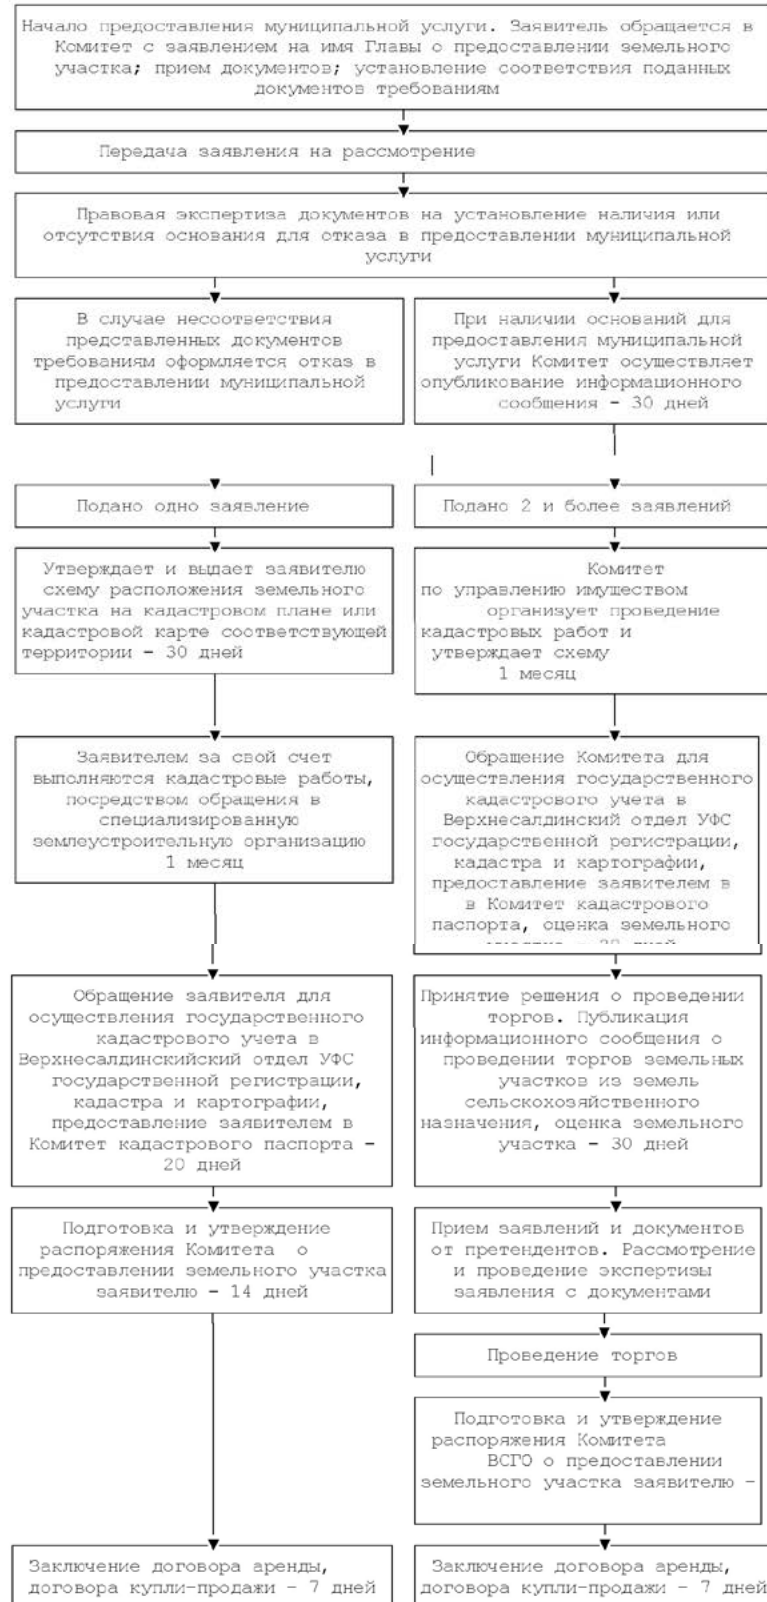 Начало предоставления муниципальной услуги. Заявитель обращается в
Комитет с заявлением на имя Главы о предоставлении земельного
участка; прием документов; установление соответствия поданных
документов требованиям
Передача заявления на рассмотрение
Правовая экспертиза документов на установление наличия или
отсутствия основания для отказа в предоставлении муниципальной
услуги
В случае несоответствия
представленных документов
требованиям оформляется отказ в
предоставлении муниципальной
услуги
При наличии оснований для
предоставления муниципальной
услуги Комитет осуществляет
опубликование информационного
сообщения – 30 дней
Подано одно заявление
Подано 2 и более заявлений
Утверждает и выдает заявителю
схему расположения земельного
участка на кадастровом плане или
кадастровой карте соответствующей
территории – 30 дней
Комитет
по управлению имуществом
организует проведение
кадастровых работ и
утверждает схему
1 месяц
Заявителем за свой счет
выполняются кадастровые работы,
посредством обращения в
специализированную
землеустроительную организацию
1 месяц
Обращение Комитета для
осуществления государственного
кадастрового учета в
Верхнесалдинский отдел УФС
государственной регистрации,
кадастра и картографии,
предоставление заявителем в
в Комитет кадастрового
паспорта, оценка земельного
Обращение заявителя для
осуществления государственного
кадастрового учета в
Верхнесалдинскийский отдел УФС
государственной регистрации,
кадастра и картографии,
предоставление заявителем в
Комитет кадастрового паспорта –
20 дней
Принятие решения о проведении
торгов. Публикация
информационного сообщения о
проведении торгов земельных
участков из земель
сельскохозяйственного
назначения, оценка земельного
участка – 30 дней
Подготовка и утверждение
распоряжения Комитета о
предоставлении земельного участка
заявителю – 14 дней
Прием заявлений и документов
от претендентов. Рассмотрение
и проведение экспертизы
заявления с документами
Проведение торгов
Подготовка и утверждение
распоряжения Комитета
ВСГО о предоставлении
земельного участка заявителю –
Заключение договора аренды,
договора купли-продажи – 7 дней
Заключение договора аренды,
договора купли-продажи – 7 дней